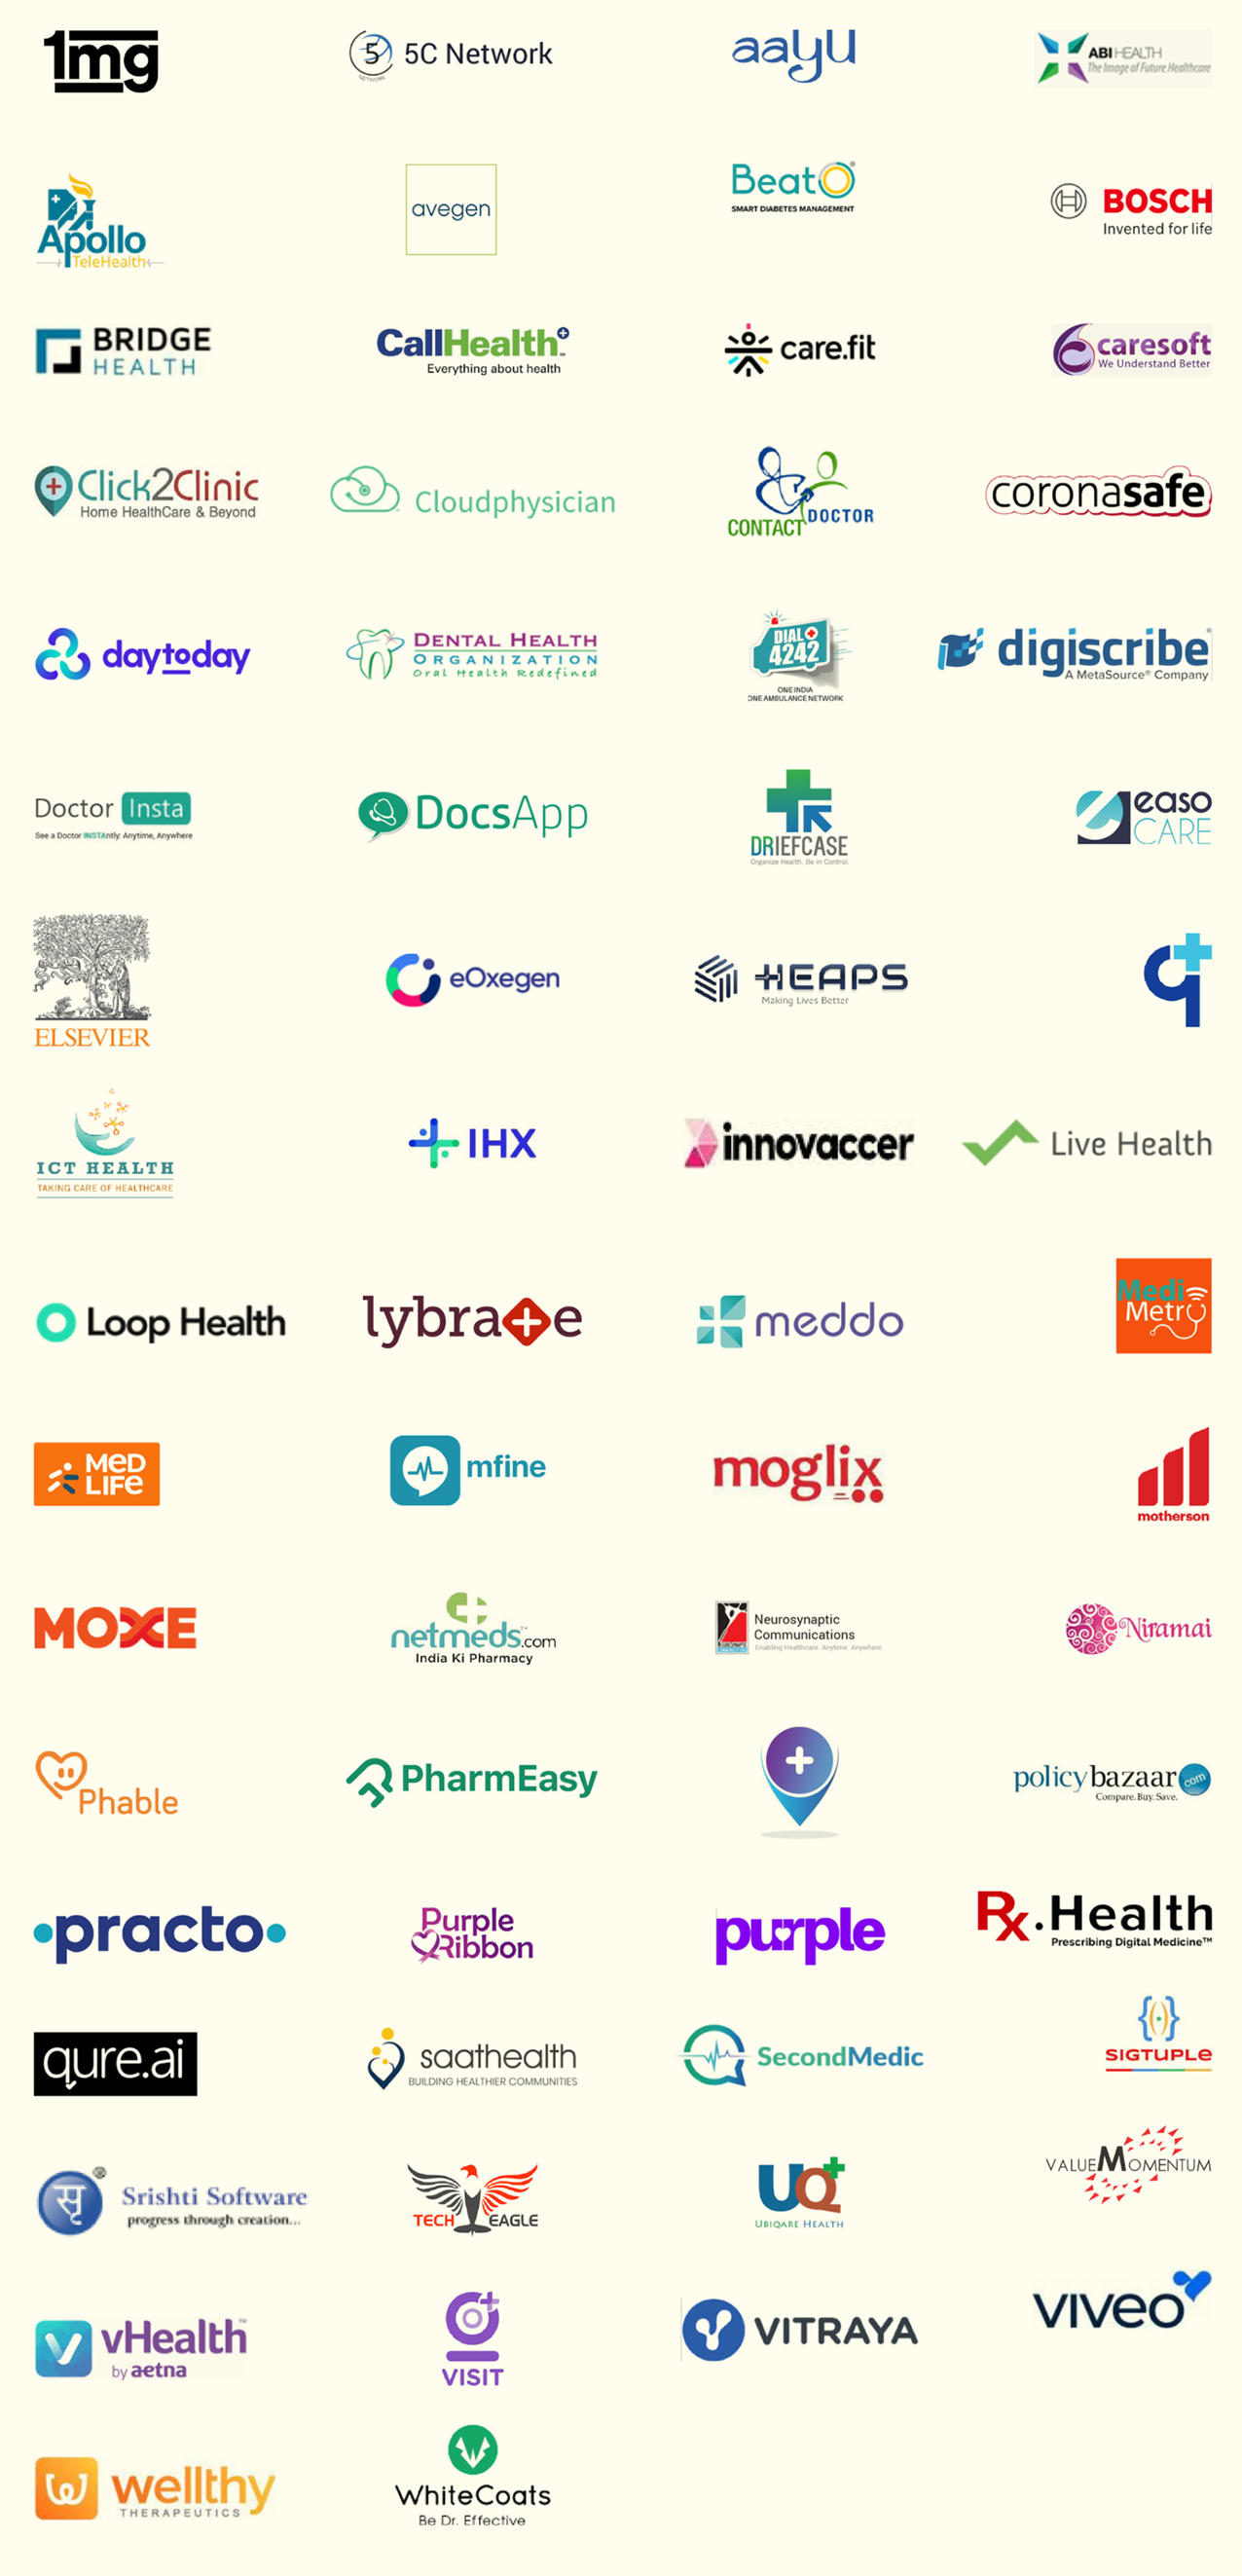 1mg
5 5C Network
NETWORK
aayu
ABI HEALTH
The Image of Future Healthcare
Apollo
TeleHealth
avegen
BeatO
SMART DIABETES MANAGEMENT
BOSCH
Invented for life
BRIDGE
HEALTH
CallHealth
Everything about health
care.fit
caresoft
We Understand Better
Click2Clinic
Home HealthCare & Beyond
Cloudphysician
CONTACT DOCTOR
coronasafe
daytoday
DENTAL HEALTH
ORGANIZATION
Oral Health Redefined
DIAL
4242
ONE INDIA
ONE AMBULANCE NETWORK
digiscribe
A MetaSource® Company
Doctor Insta
See a Doctor INSTAntly: Anytime, Anywhere
DocsApp
DRIEFCASE
Organize Health. Be in Control.
easo
CARE
ELSEVIER
eOxegen
HEAPS
Making Lives Better
ICT HEALTH
TAKING CARE OF HEALTHCARE
IHX
innovaccer
Live Health
Loop Health
lybrate
meddo
Medi
Metry
MeD
LiFe
mfine
moglix
motherson
MOXE
netmeds.com
India Ki Pharmacy
Neurosynaptic
Communications
Enabling Healthcare. Anytime. Anywhere.
Niramai
Phable
PharmEasy
policybazaar.com
Compare. Buy. Save.
practo
Purple
Ribbon
purple
Rx.Health
Prescribing Digital Medicine™
qure.ai
saathealth
BUILDING HEALTHIER COMMUNITIES
SecondMedic
SIGTUPLE
सृ Srishti Software
progress through creation...
TECH EAGLE
UQ
UBIQARE HEALTH
VALUEMOMENTUM
vHealth™
by aetna
VISIT
VITRAYA
viveo
wellthy
THERAPEUTICS
WhiteCoats
Be Dr. Effective